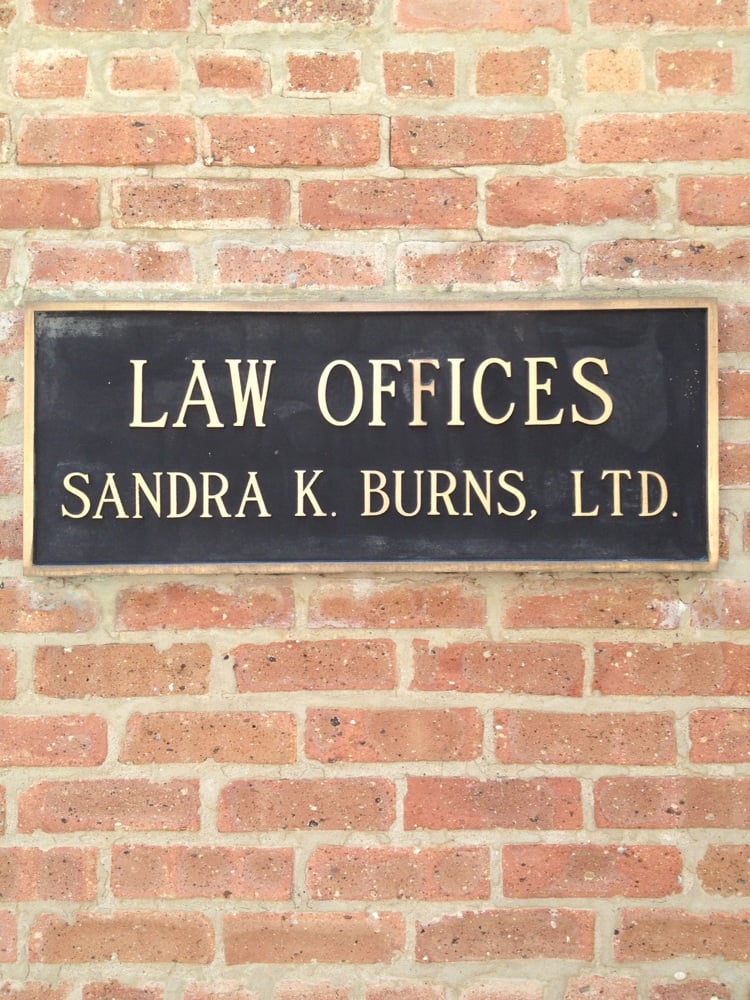 LAW OFFICES
SANDRA K. BURNS, LTD.